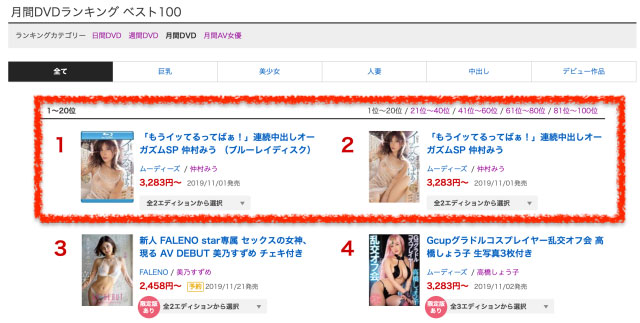 月間DVDランキング ベスト100
ランキングカテゴリー 日間DVD 週間DVD 月間DVD 月間AV女優
全て 巨乳 美少女 人妻 中出し デビュー作品
1〜20位 1位〜20位 / 21位〜40位 / 41位〜60位 / 61位〜80位 / 81位〜100位
1
「もうイッてるってばぁ！」連続中出しオー
ガズムSP 仲村みう （ブルーレイディスク）
ムーディーズ / 仲村みう
3,283円〜 2019/11/01発売
全2エディションから選択
2
「もうイッてるってばぁ！」連続中出しオー
ガズムSP 仲村みう
ムーディーズ / 仲村みう
3,283円〜 2019/11/01発売
全2エディションから選択
3
新人 FALENO star専属 セックスの女神、
現る AV DEBUT 美乃すずめ チェキ付き
FALENO / 美乃すずめ
2,458円〜 予約 2019/11/21発売
限定版
あり
全2エディションから選択
4
乱交オフ会
Gcupグラドルコスプレイヤー乱交オフ会 高
橋しょう子 生写真3枚付き
ムーディーズ / 高橋しょう子
3,283円〜 2019/11/02発売
限定版
あり
全3エディションから選択